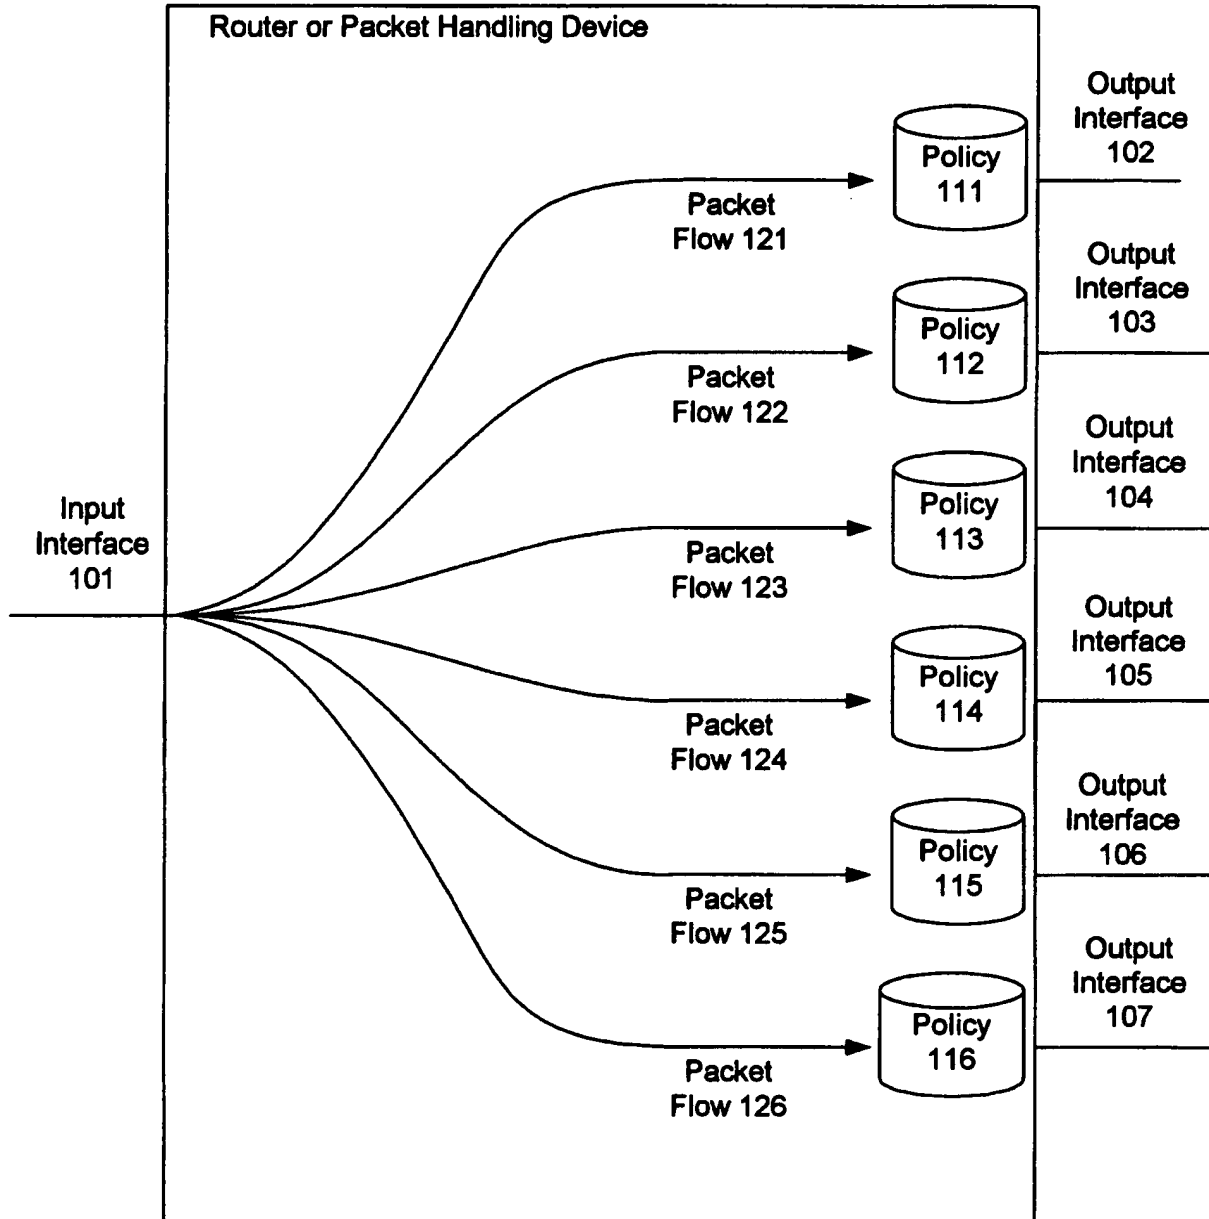 Router or Packet Handling Device
Output
Interface
102
Policy
111
Packet
Flow 121
Output
Interface
103
Policy
112
Packet
Flow 122
Output
Interface
104
Policy
113
Packet
Flow 123
Input
Interface
101
Output
Interface
105
Policy
114
Packet
Flow 124
Output
Interface
106
Policy
115
Packet
Flow 125
Output
Interface
107
Policy
116
Packet
Flow 126